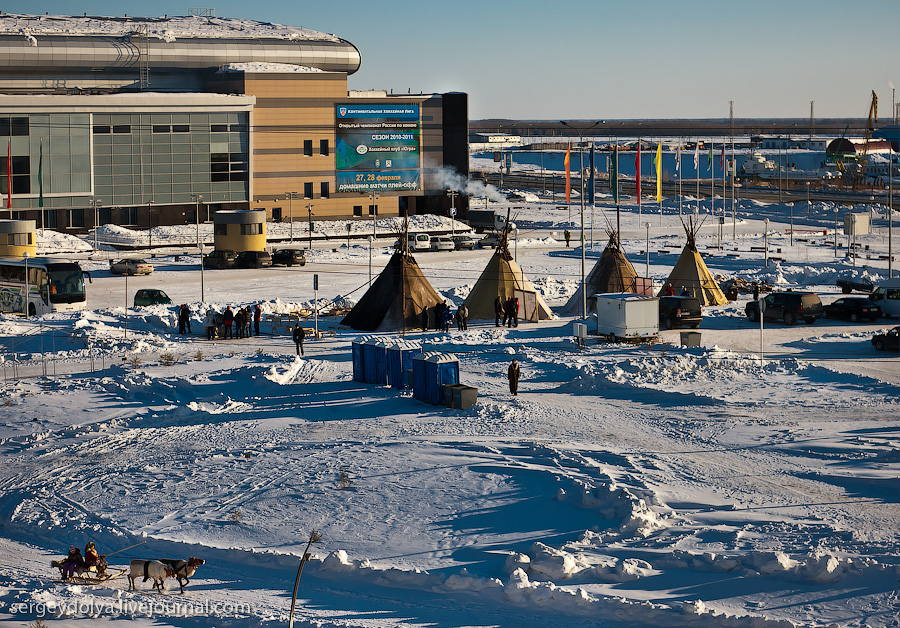 Континентальная Хоккейная Лига
Открытый чемпионат России по хоккею
СЕЗОН 2010-2011
Хоккейный клуб "Югра"
27, 28 февраля
домашние матчи плей-офф
sergeydolya.livejournal.com